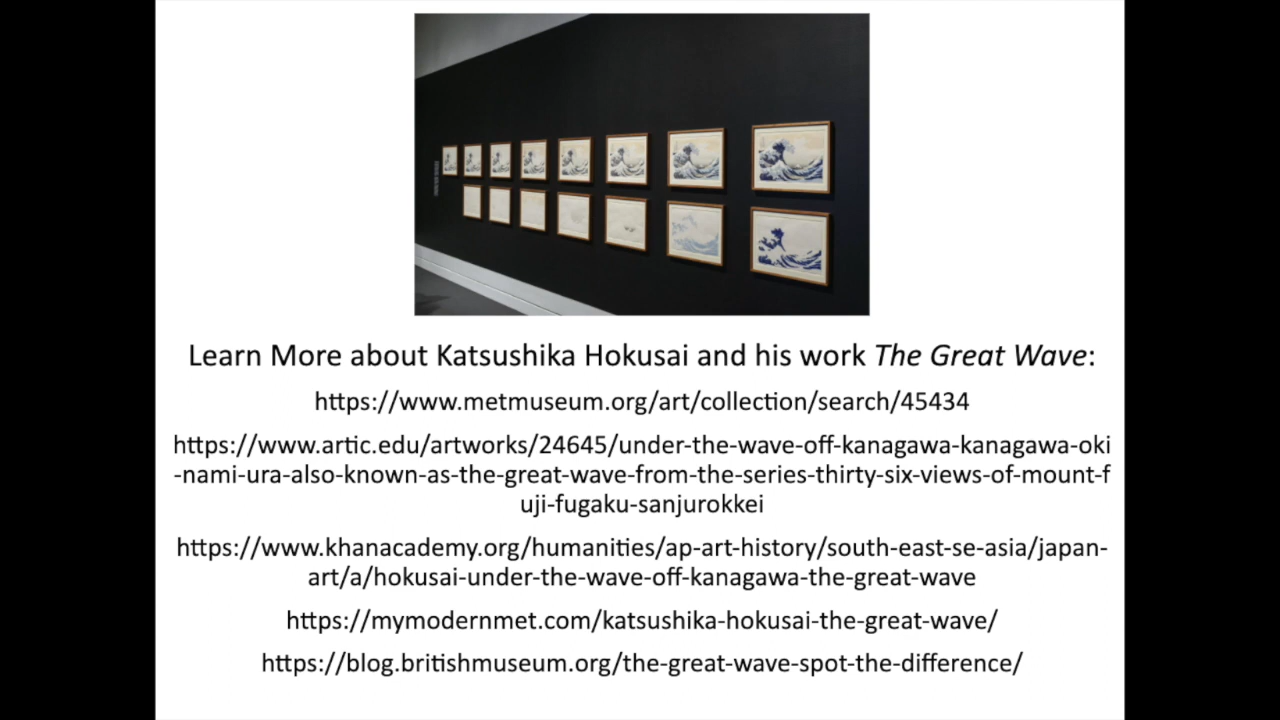 Learn More about Katsushika Hokusai and his work The Great Wave:
https://www.metmuseum.org/art/collection/search/45434
https://www.artic.edu/artworks/24645/under-the-wave-off-kanagawa-kanagawa-oki
-nami-ura-also-known-as-the-great-wave-from-the-series-thirty-six-views-of-mount-f
uji-fugaku-sanjurokkei
https://www.khanacademy.org/humanities/ap-art-history/south-east-se-asia/japan-
art/a/hokusai-under-the-wave-off-kanagawa-the-great-wave
https://mymodernmet.com/katsushika-hokusai-the-great-wave/
https://blog.britishmuseum.org/the-great-wave-spot-the-difference/